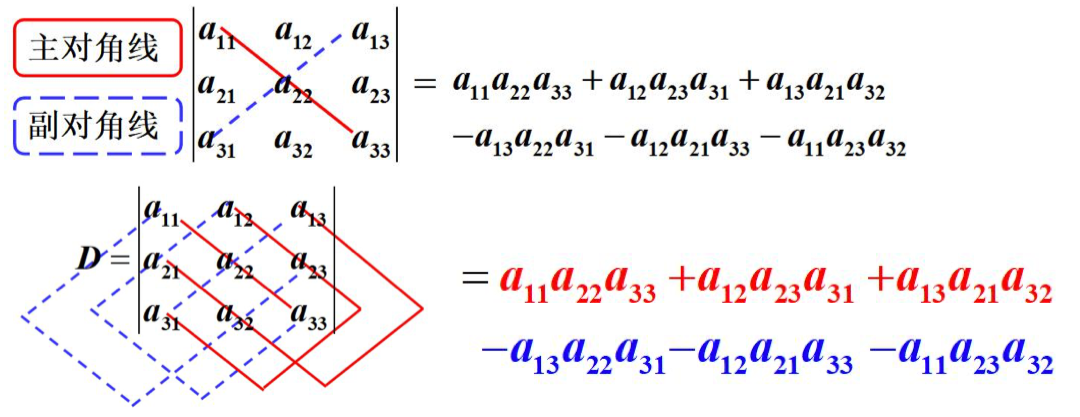 主对角线
副对角线
a₁₁ a₁₂ a₁₃
a₂₁ a₂₂ a₂₃
a₃₁ a₃₂ a₃₃
= a₁₁a₂₂a₃₃ + a₁₂a₂₃a₃₁ + a₁₃a₂₁a₃₂
−a₁₃a₂₂a₃₁ − a₁₂a₂₁a₃₃ − a₁₁a₂₃a₃₂
a₁₁ a₁₂ a₁₃
D = a₂₁ a₂₂ a₂₃
a₃₁ a₃₂ a₃₃
= a₁₁a₂₂a₃₃ + a₁₂a₂₃a₃₁ + a₁₃a₂₁a₃₂
−a₁₃a₂₂a₃₁ − a₁₂a₂₁a₃₃ − a₁₁a₂₃a₃₂